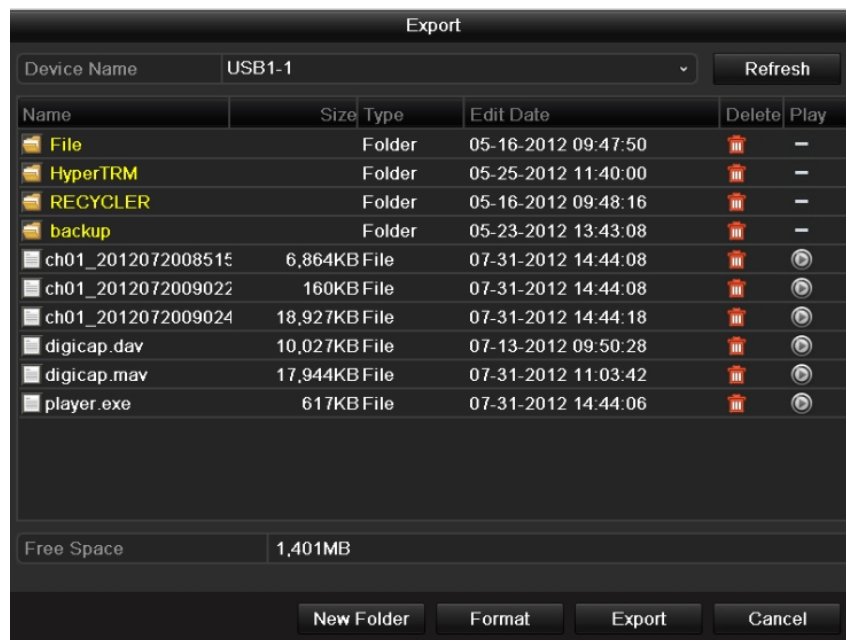 Export
Device Name USB1-1 Refresh
Name Size Type Edit Date Delete Play
File Folder 05-16-2012 09:47:50 –
HyperTRM Folder 05-25-2012 11:40:00 –
RECYCLER Folder 05-16-2012 09:48:16 –
backup Folder 05-23-2012 13:43:08 –
ch01_2012072008515 6,864KB File 07-31-2012 14:44:08
ch01_2012072009022 160KB File 07-31-2012 14:44:08
ch01_2012072009024 18,927KB File 07-31-2012 14:44:18
digicap.dav 10,027KB File 07-13-2012 09:50:28
digicap.mav 17,944KB File 07-31-2012 11:03:42
player.exe 617KB File 07-31-2012 14:44:06
Free Space 1,401MB
New Folder Format Export Cancel